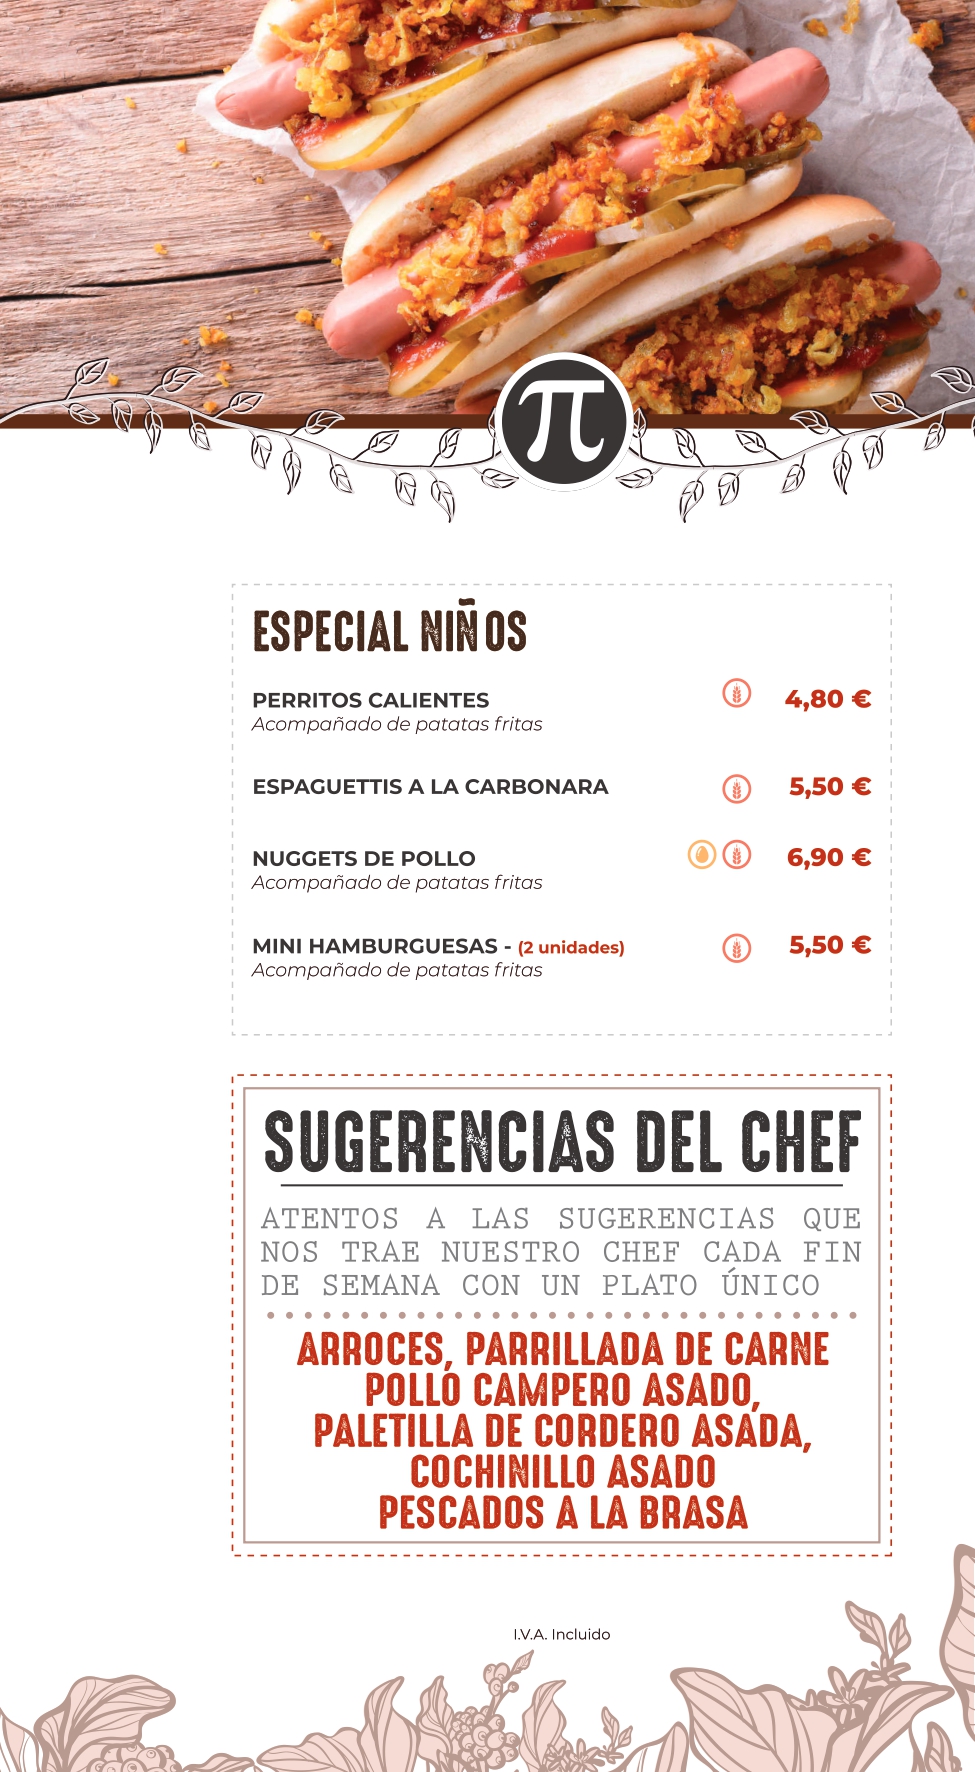 π
ESPECIAL NIÑOS
PERRITOS CALIENTES 4,80 €
Acompañado de patatas fritas
ESPAGUETTIS A LA CARBONARA 5,50 €
NUGGETS DE POLLO 6,90 €
Acompañado de patatas fritas
MINI HAMBURGUESAS - (2 unidades) 5,50 €
Acompañado de patatas fritas
SUGERENCIAS DEL CHEF
ATENTOS A LAS SUGERENCIAS QUE
NOS TRAE NUESTRO CHEF CADA FIN
DE SEMANA CON UN PLATO ÚNICO
ARROCES, PARRILLADA DE CARNE
POLLO CAMPERO ASADO,
PALETILLA DE CORDERO ASADA,
COCHINILLO ASADO
PESCADOS A LA BRASA
I.V.A. Incluido